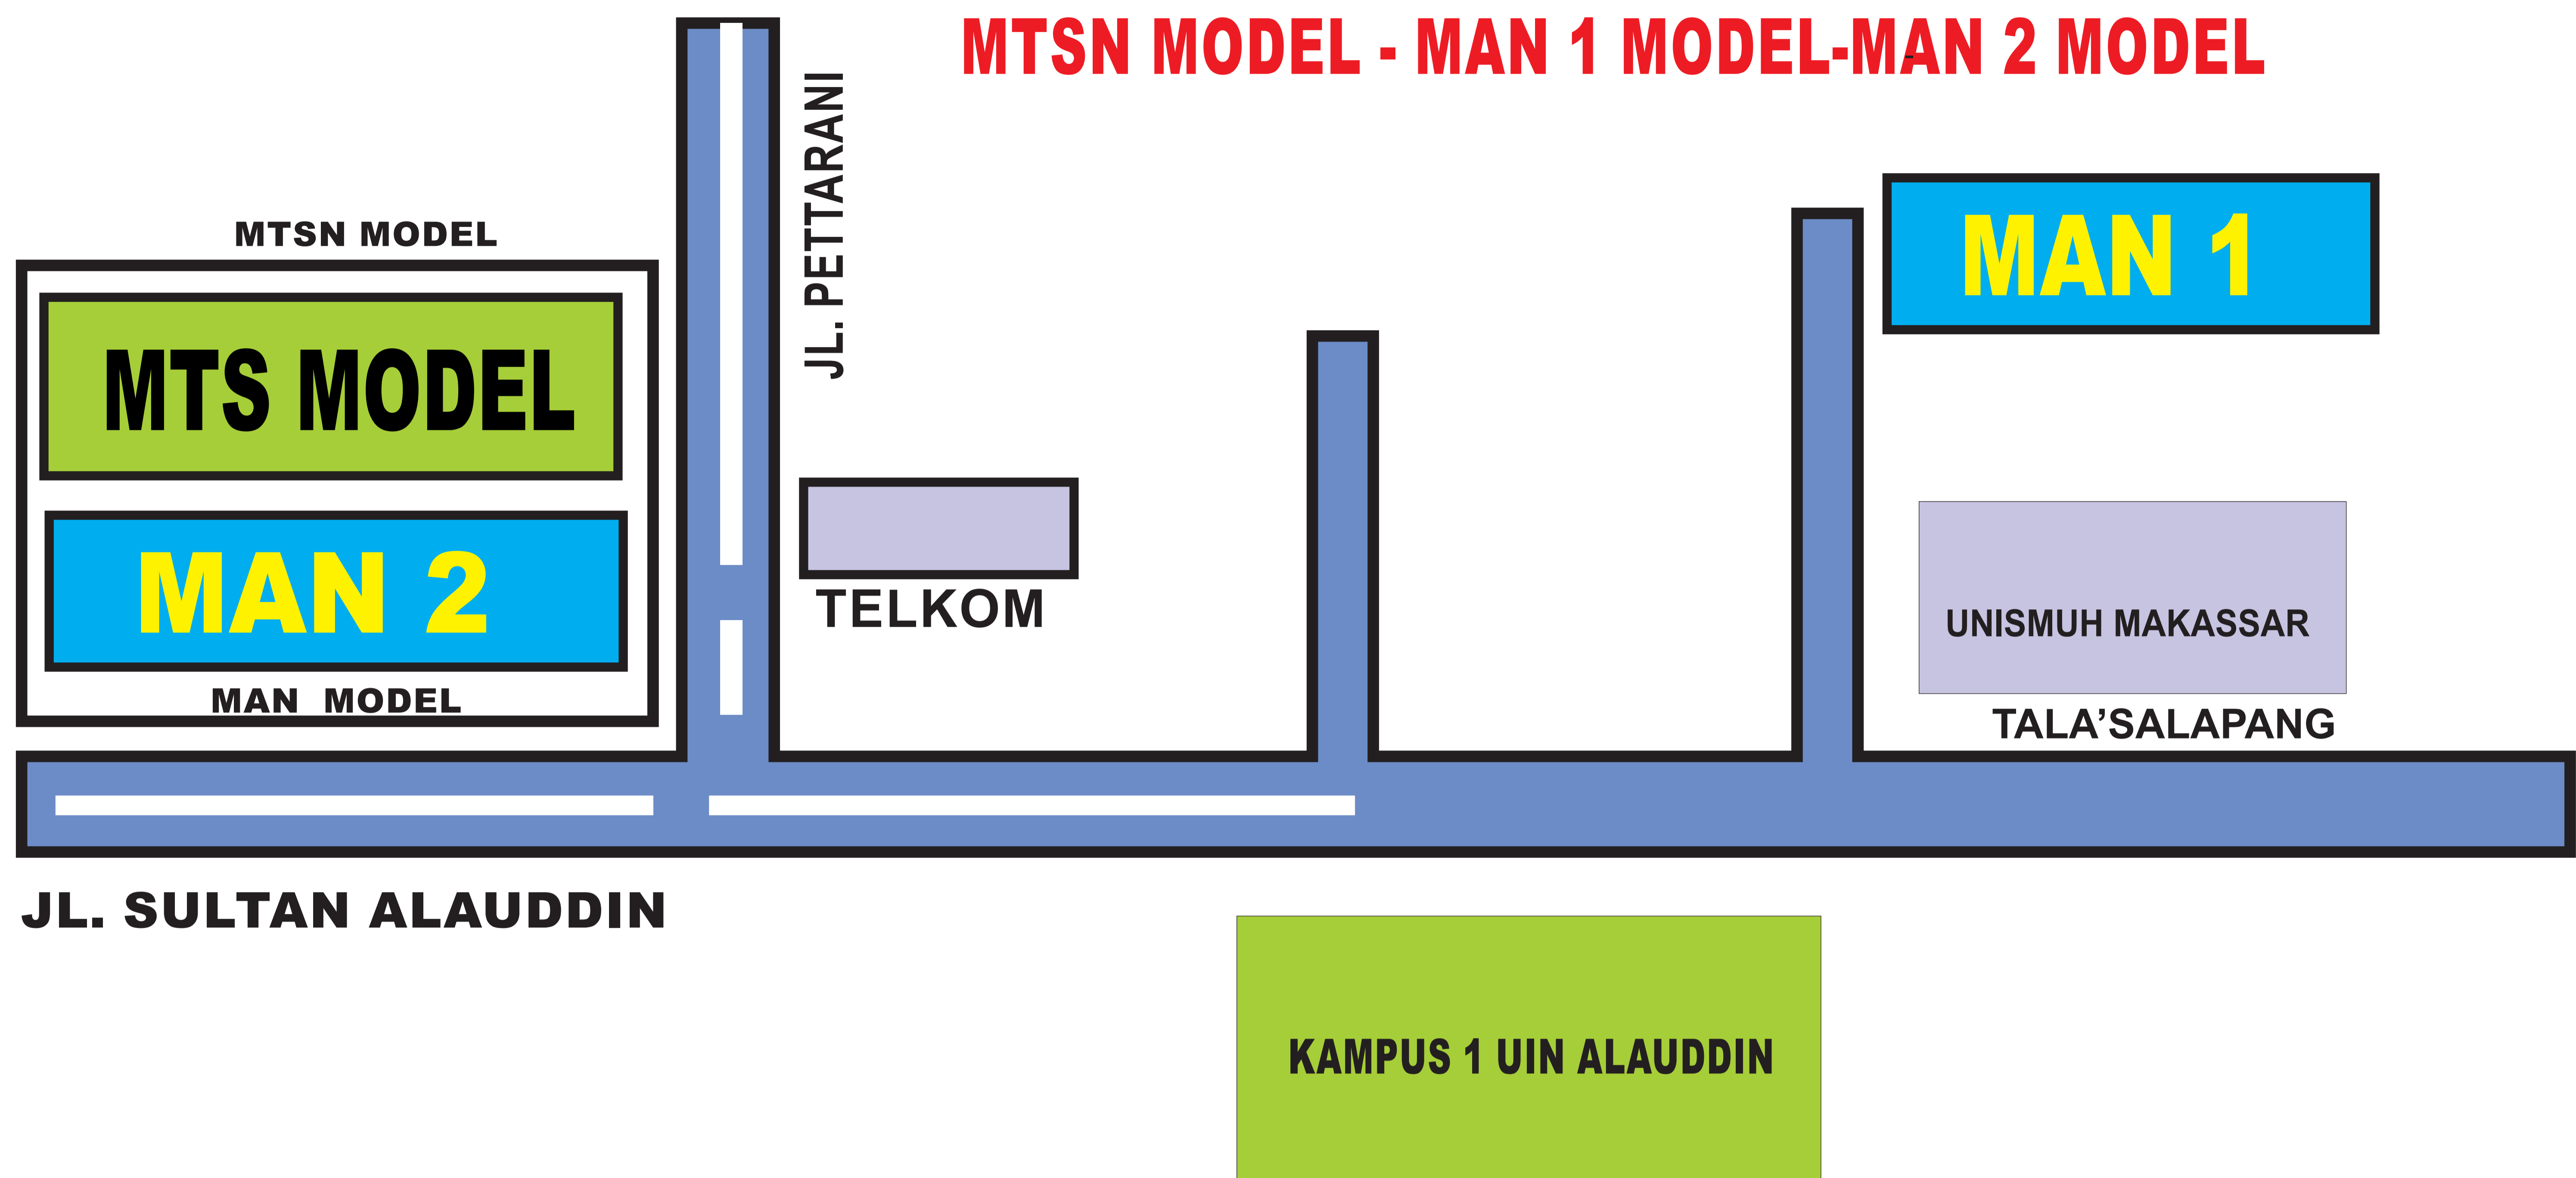 MTSN MODEL - MAN 1 MODEL-MAN 2 MODEL
JL. PETTARANI
MTSN MODEL
MTS MODEL
MAN 2
MAN MODEL
TELKOM
MAN 1
UNISMUH MAKASSAR
TALA’SALAPANG
JL. SULTAN ALAUDDIN
KAMPUS 1 UIN ALAUDDIN